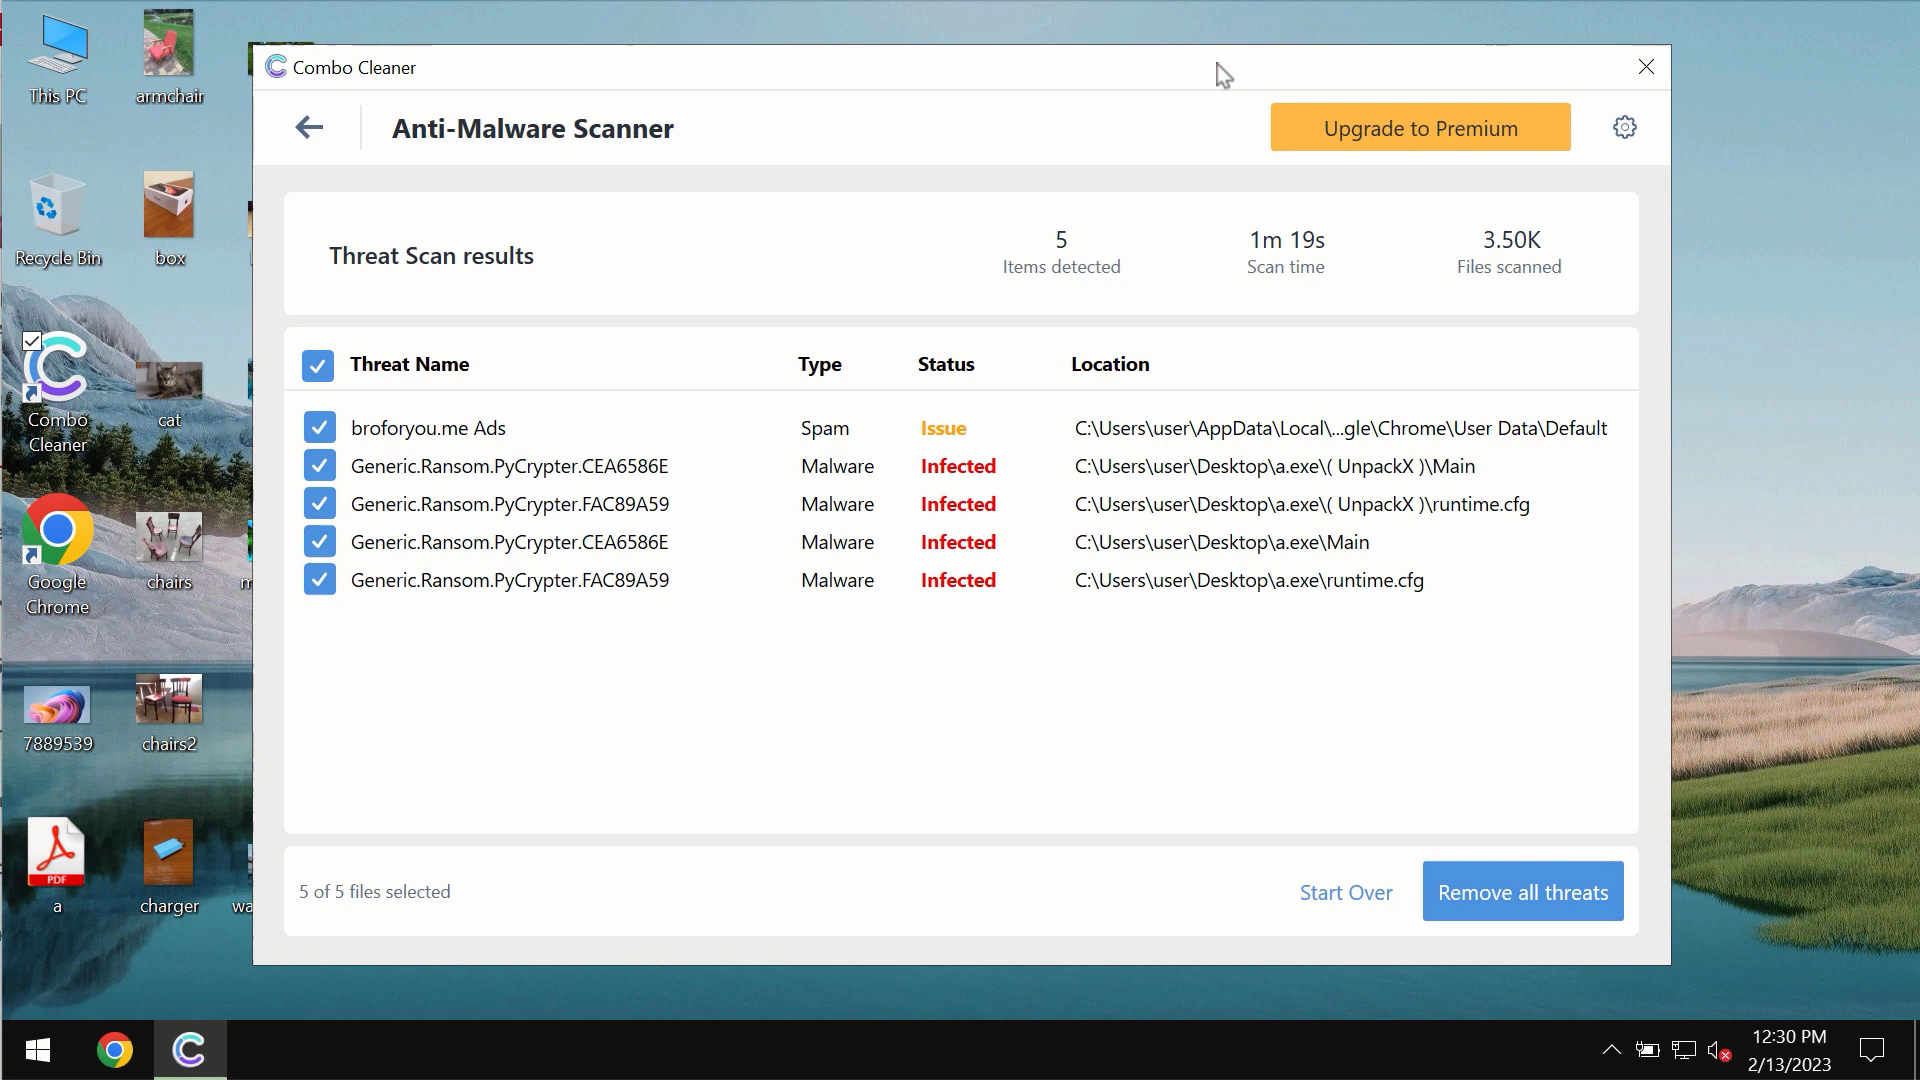 This PC
armchair
Recycle Bin
box
Combo
Cleaner
cat
Google
Chrome
chairs
7889539
chairs2
PDF
a
charger
Combo Cleaner
Anti-Malware Scanner
Upgrade to Premium
Threat Scan results
5
Items detected
1m 19s
Scan time
3.50K
Files scanned
Threat Name Type Status Location
broforyou.me Ads Spam Issue C:\Users\user\AppData\Local\...gle\Chrome\User Data\Default
Generic.Ransom.PyCrypter.CEA6586E Malware Infected C:\Users\user\Desktop\a.exe\( UnpackX )\Main
Generic.Ransom.PyCrypter.FAC89A59 Malware Infected C:\Users\user\Desktop\a.exe\( UnpackX )\runtime.cfg
Generic.Ransom.PyCrypter.CEA6586E Malware Infected C:\Users\user\Desktop\a.exe\Main
Generic.Ransom.PyCrypter.FAC89A59 Malware Infected C:\Users\user\Desktop\a.exe\runtime.cfg
5 of 5 files selected
Start Over
Remove all threats
12:30 PM
2/13/2023